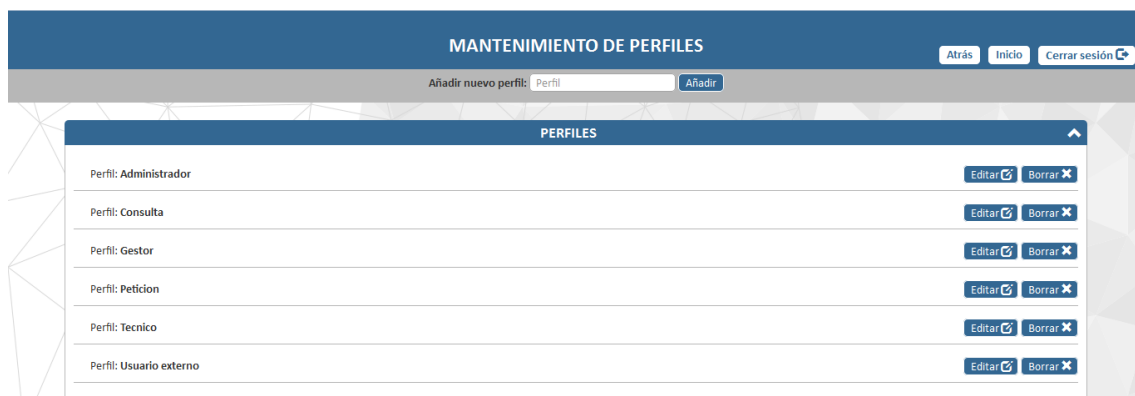 MANTENIMIENTO DE PERFILES
Atrás Inicio Cerrar sesión
Añadir nuevo perfil: Perfil Añadir
PERFILES
Perfil: Administrador Editar Borrar
Perfil: Consulta Editar Borrar
Perfil: Gestor Editar Borrar
Perfil: Peticion Editar Borrar
Perfil: Tecnico Editar Borrar
Perfil: Usuario externo Editar Borrar